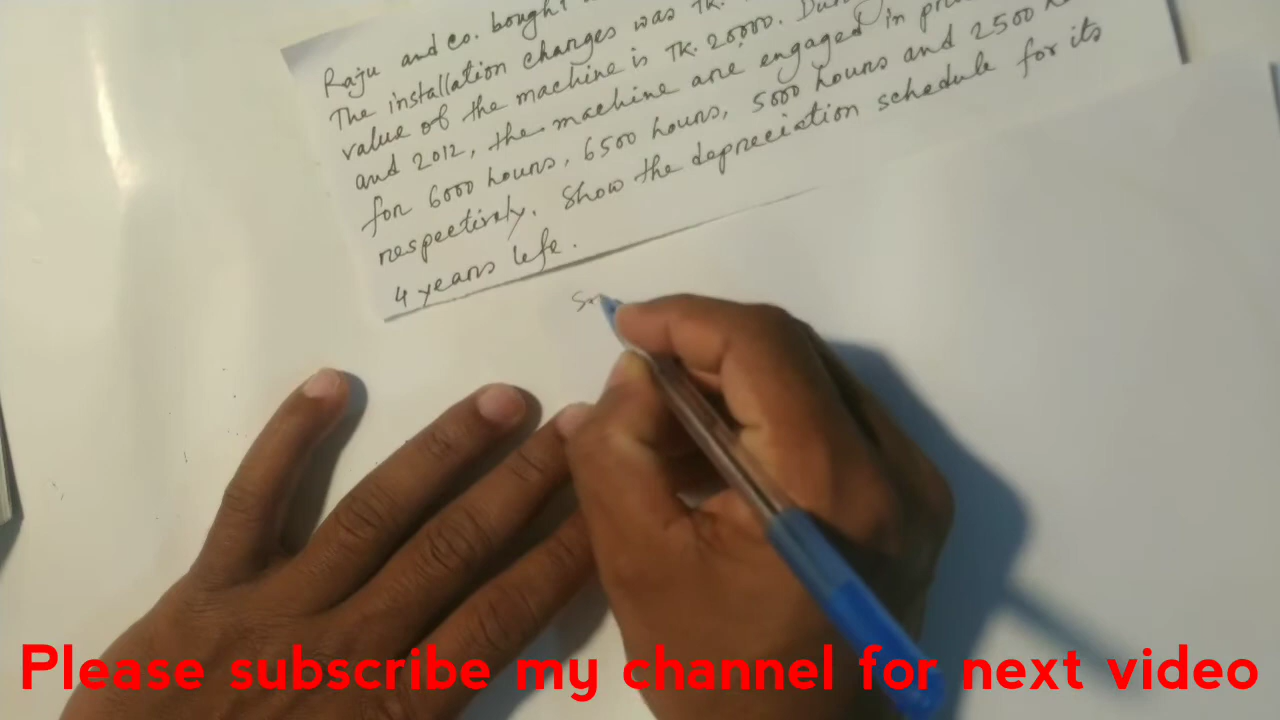 Raju and co. bought
The installation changes was TK.
value of the machine is TK. 20,000.
and 2012, the machine are engaged in
for 6000 hours, 6500 hours, 5000 hours and 2500
respectively. Show the depreciation schedule for its
4 years life.
Please subscribe my channel for next video